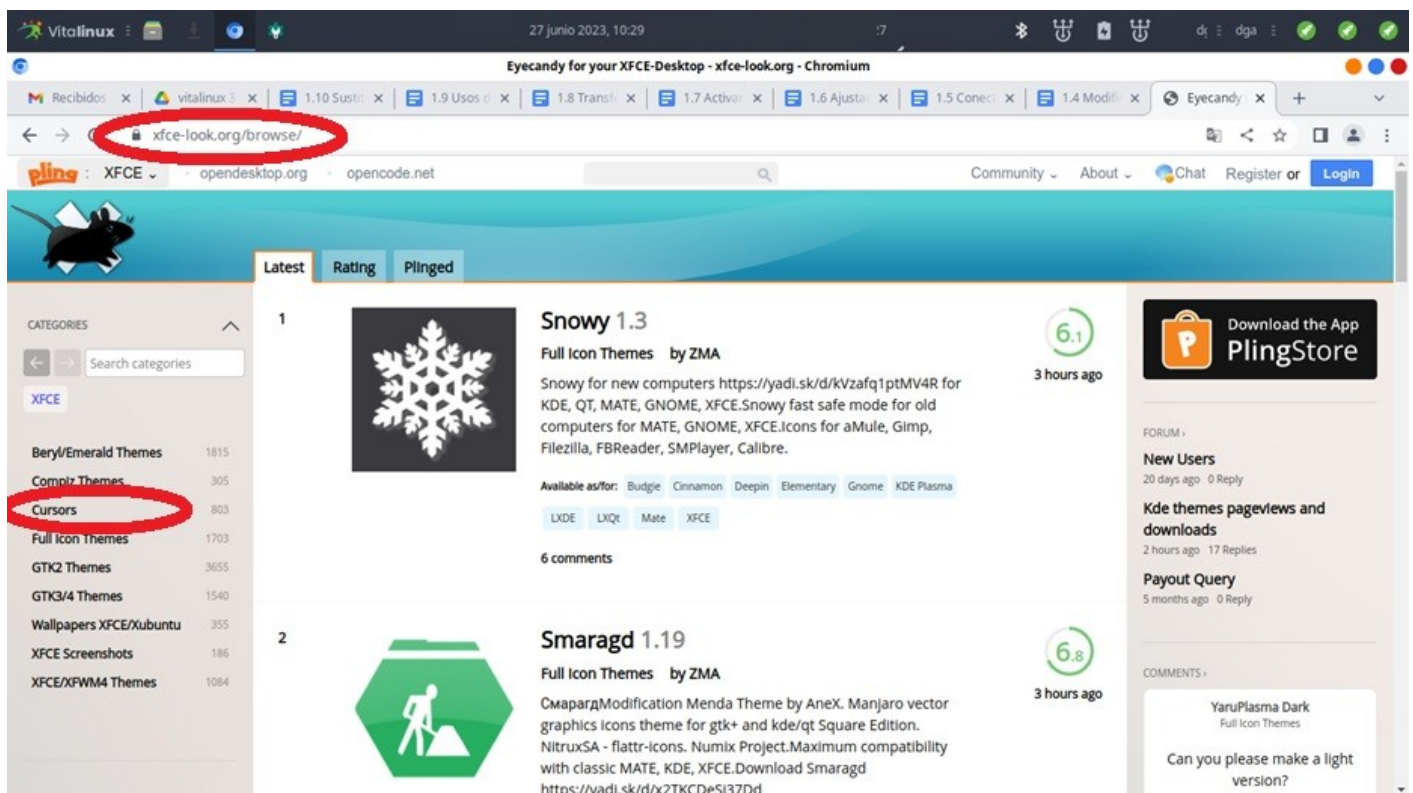 Vitalinux
27 junio 2023, 10:29
:7
dga
Eyecandy for your XFCE-Desktop - xfce-look.org - Chromium
Recibidos
vitalinux 3
1.10 Sustit
1.9 Usos d
1.8 Transf
1.7 Activa
1.6 Ajusta
1.5 Conec
1.4 Modifi
Eyecandy
xfce-look.org/browse/
pling : XFCE
opendesktop.org
opencode.net
Community
About
Chat
Register or
Login
Latest
Rating
Plinged
CATEGORIES
Search categories
XFCE
Beryl/Emerald Themes 1815
Compiz Themes 305
Cursors 803
Full Icon Themes 1703
GTK2 Themes 3655
GTK3/4 Themes 1540
Wallpapers XFCE/Xubuntu 355
XFCE Screenshots 186
XFCE/XFWM4 Themes 1084
1
Snowy 1.3
Full Icon Themes by ZMA
Snowy for new computers https://yadi.sk/d/kVzafq1ptMV4R for
KDE, QT, MATE, GNOME, XFCE.Snowy fast safe mode for old
computers for MATE, GNOME, XFCE.Icons for aMule, Gimp,
Filezilla, FBReader, SMPlayer, Calibre.
Available as/for: Budgie Cinnamon Deepin Elementary Gnome KDE Plasma
LXDE LXQt Mate XFCE
6 comments
6.1
3 hours ago
2
Smaragd 1.19
Full Icon Themes by ZMA
СмарагдModification Menda Theme by AneX. Manjaro vector
graphics icons theme for gtk+ and kde/qt Square Edition.
NitruxSA - flattr-icons. Numix Project.Maximum compatibility
with classic MATE, KDE, XFCE.Download Smaragd
https://yadi.sk/d/x2TKCDeSi37Dd
6.8
3 hours ago
Download the App
PlingStore
FORUM ›
New Users
20 days ago 0 Reply
Kde themes pageviews and
downloads
2 hours ago 17 Replies
Payout Query
5 months ago 0 Reply
COMMENTS ›
YaruPlasma Dark
Full Icon Themes
Can you please make a light
version?